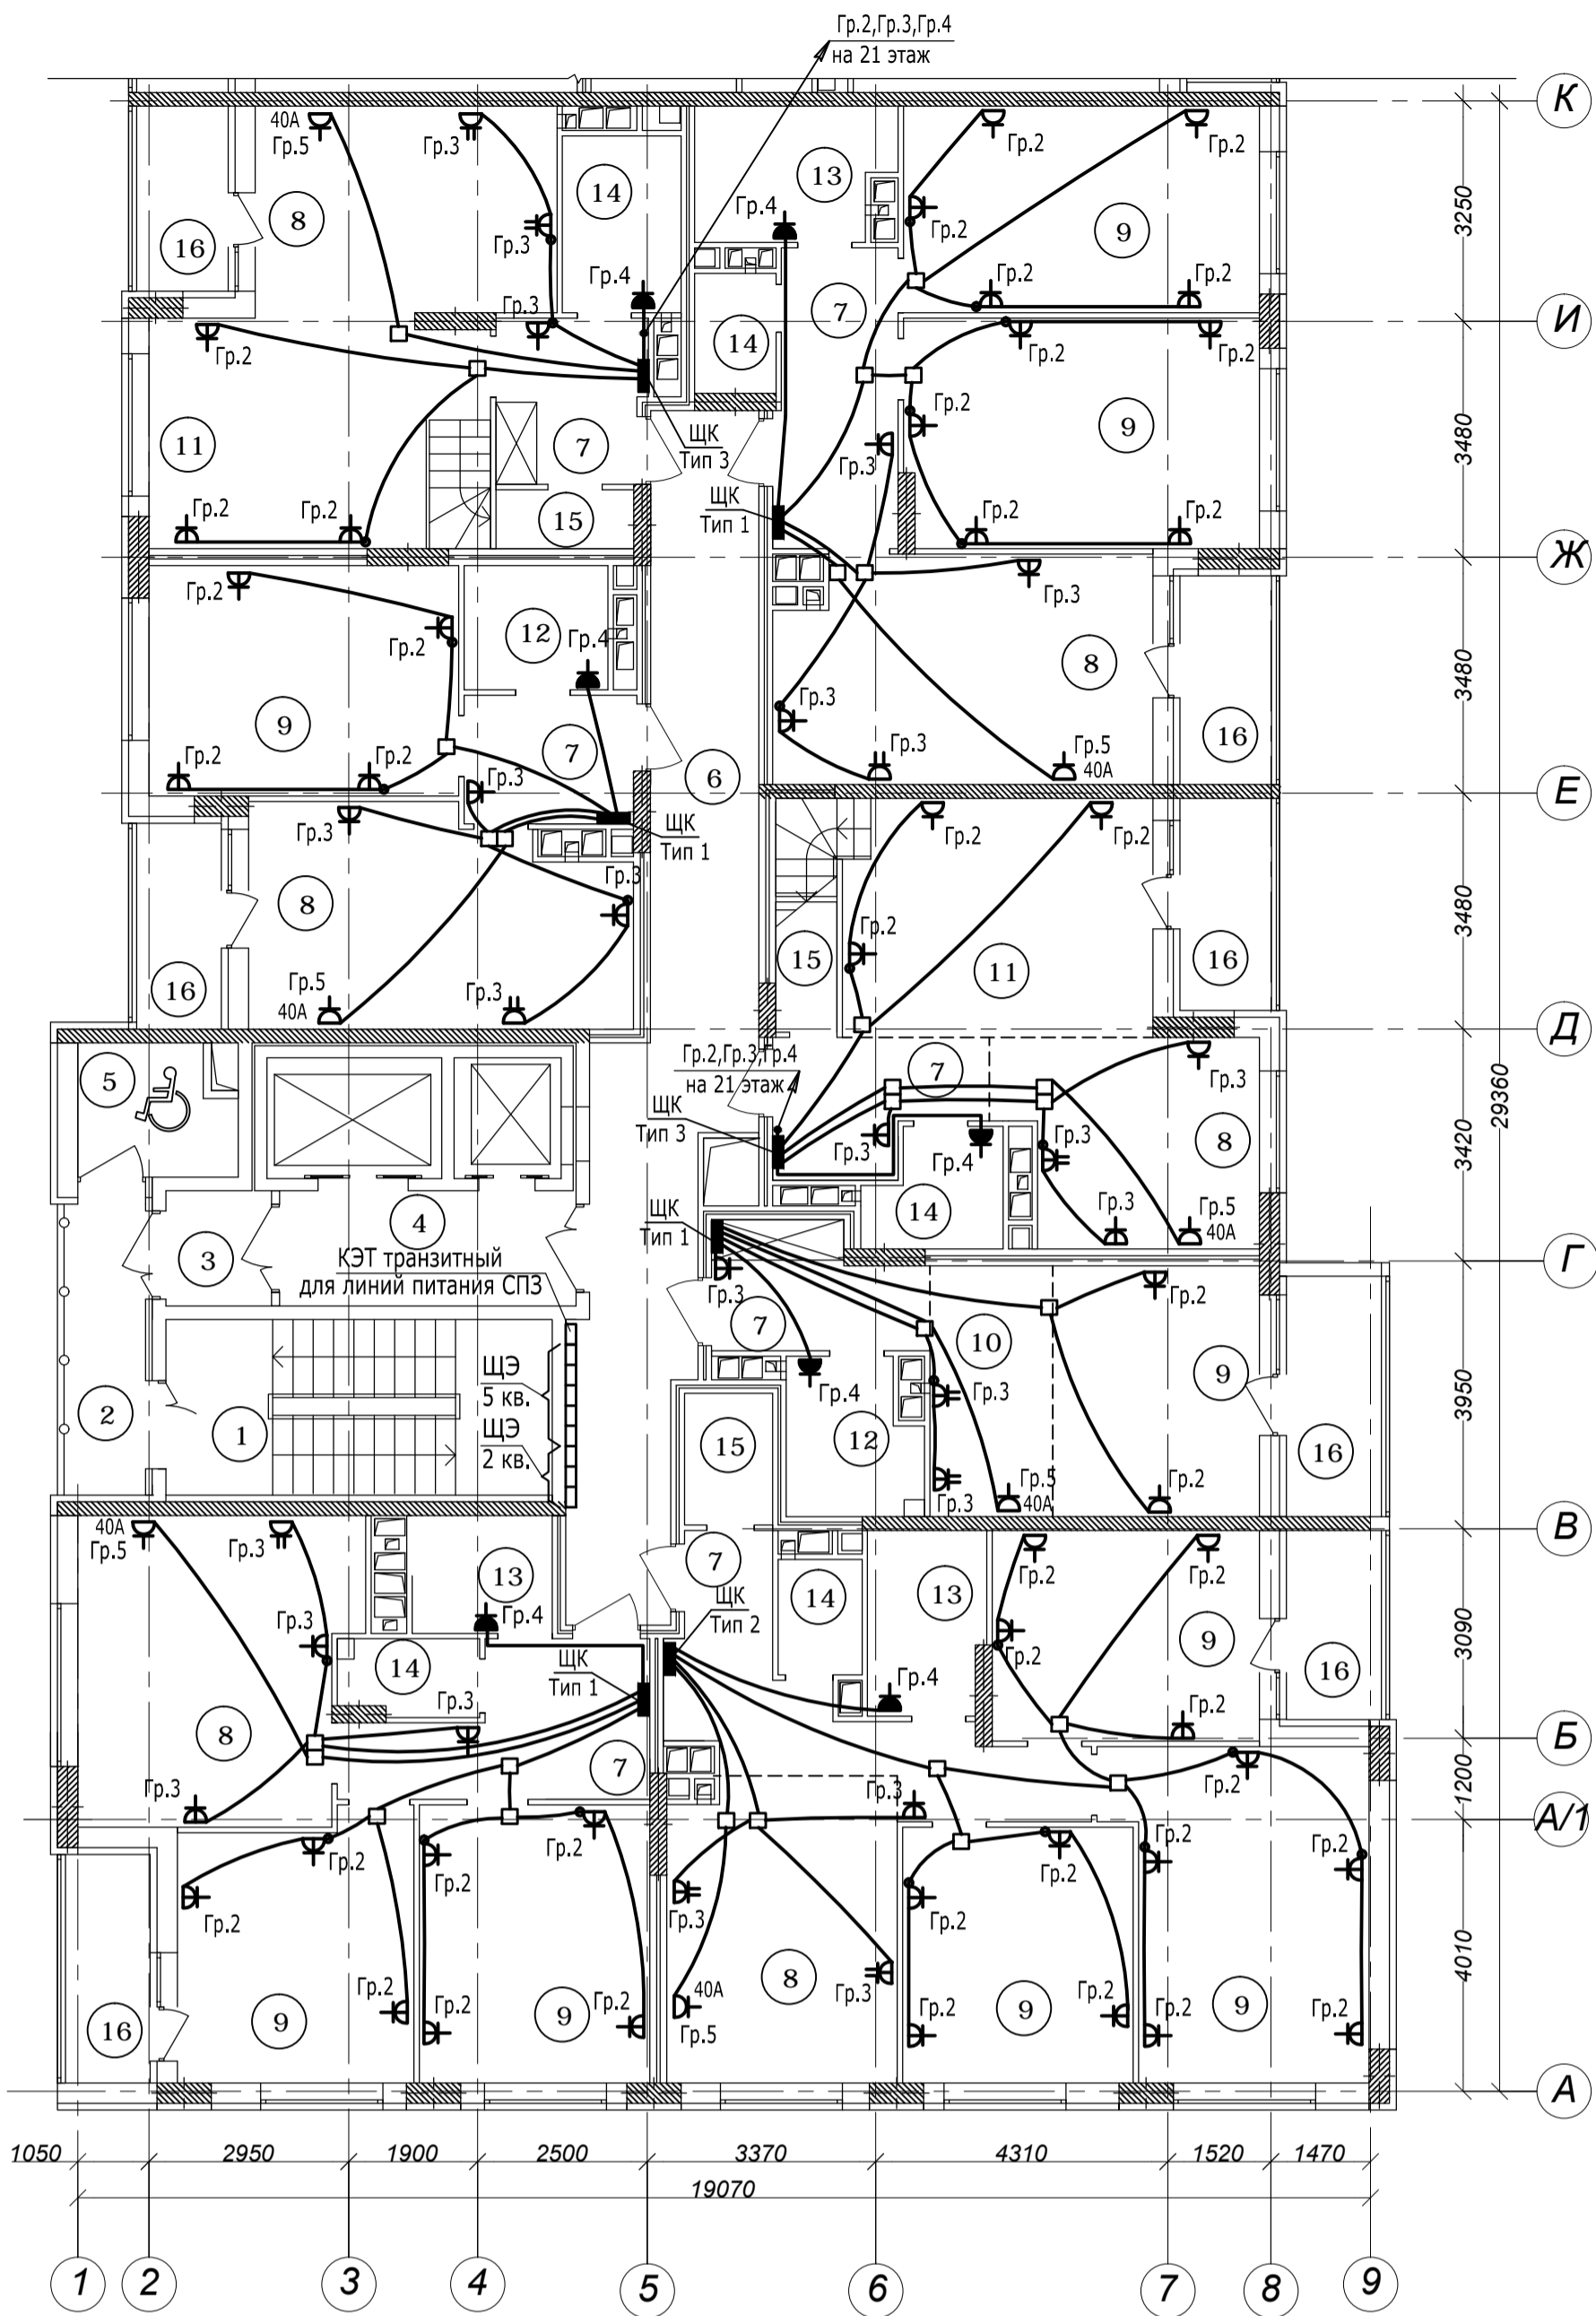 Гр.2,Гр.3,Гр.4
на 21 этаж
К
40А
Гр.5
Гр.3
14
13
Гр.2
Гр.2
8
Гр.4
3250
16
Гр.3
Гр.2
9
Гр.4
Гр.2
Гр.2
Гр.3
7
И
Гр.2
14
Гр.2
Гр.2
Гр.2
11
7
ЩК
Тип 3
9
3480
Гр.3
ЩК
Тип 1
Гр.2
Гр.2
15
Гр.2
Гр.2
Ж
Гр.2
12
Гр.4
Гр.3
Гр.2
8
3480
9
7
Гр.3
16
Гр.2
Гр.2
6
Гр.3
Гр.5
40А
Гр.3
Е
Гр.3
ЩК
Тип 1
Гр.2
Гр.2
8
Гр.3
3480
Гр.2
15
11
16
16
Гр.5
40А
Гр.3
Д
5
Гр.2,Гр.3,Гр.4
на 21 этаж
7
Гр.3
29360
ЩК
Тип 3
Гр.3
Гр.4
Гр.3
8
3420
4
ЩК
Тип 1
14
Гр.3
Гр.5
40А
3
КЭТ транзитный
для линий питания СПЗ
Г
Гр.3
Гр.2
7
10
ЩЭ
5 кв.
Гр.4
Гр.3
9
3950
2
1
ЩЭ
2 кв.
15
12
16
Гр.3
Гр.5
40А
Гр.2
40А
Гр.5
Гр.3
В
13
7
14
13
Гр.2
Гр.2
Гр.3
Гр.4
ЩК
Тип 2
9
3090
14
ЩК
Тип 1
Гр.2
16
Гр.4
8
Гр.3
Гр.2
Б
7
Гр.3
Гр.3
Гр.2
1200
А/1
Гр.2
Гр.2
Гр.2
Гр.2
Гр.2
Гр.2
Гр.2
Гр.3
Гр.2
4010
Гр.2
Гр.2
9
Гр.2
40А
Гр.5
8
Гр.3
Гр.2
9
Гр.2
Гр.2
9
Гр.2
16
9
А
1050
2950
1900
2500
3370
4310
1520
1470
19070
1
2
3
4
5
6
7
8
9